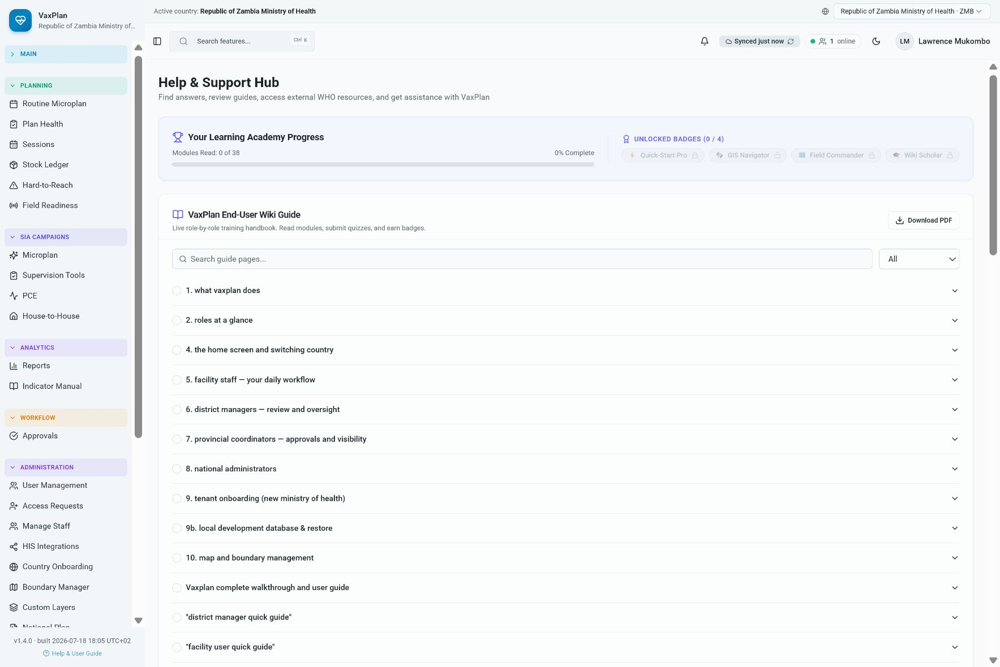 VaxPlan
Republic of Zambia Ministry of...
MAIN
PLANNING
Routine Microplan
Plan Health
Sessions
Stock Ledger
Hard-to-Reach
Field Readiness
SIA CAMPAIGNS
Microplan
Supervision Tools
PCE
House-to-House
ANALYTICS
Reports
Indicator Manual
WORKFLOW
Approvals
ADMINISTRATION
User Management
Access Requests
Manage Staff
HIS Integrations
Country Onboarding
Boundary Manager
Custom Layers
National Plan
v1.4.0 · built 2026-07-18 18:05 UTC+02
Help & User Guide
Active country: Republic of Zambia Ministry of Health
Republic of Zambia Ministry of Health · ZMB
Search features...
Ctrl K
Synced just now
1 online
LM
Lawrence Mukombo
Help & Support Hub
Find answers, review guides, access external WHO resources, and get assistance with VaxPlan
Your Learning Academy Progress
Modules Read: 0 of 38
0% Complete
UNLOCKED BADGES (0 / 4)
Quick-Start Pro
GIS Navigator
Field Commander
Wiki Scholar
VaxPlan End-User Wiki Guide
Live role-by-role training handbook. Read modules, submit quizzes, and earn badges.
Download PDF
Search guide pages...
All
1. what vaxplan does
2. roles at a glance
4. the home screen and switching country
5. facility staff — your daily workflow
6. district managers — review and oversight
7. provincial coordinators — approvals and visibility
8. national administrators
9. tenant onboarding (new ministry of health)
9b. local development database & restore
10. map and boundary management
Vaxplan complete walkthrough and user guide
"district manager quick guide"
"facility user quick guide"